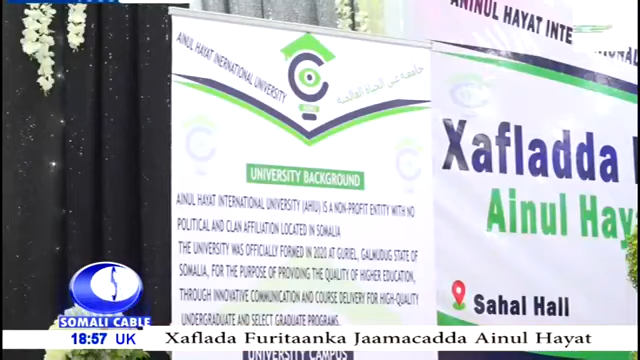 AINUL HAYAT INERNATIONAL UNIVERSITY
جامعة عين الحياة العالمية
UNIVERSITY BACKGROUND
AINUL HAYAT INTERNATIONAL UNIVERSITY (AHIU) IS A NON-PROFIT ENTITY WITH NO
POLITICAL AND CLAN AFFILIATION LOCATED IN SOMALIA
THE UNIVERSITY WAS OFFICIALLY FORMED IN 2020 AT GURIEL, GALMUDUG STATE OF
SOMALIA, FOR THE PURPOSE OF PROVIDING THE QUALITY OF HIGHER EDUCATION,
THROUGH INNOVATIVE COMMUNICATION AND COURSE DELIVERY FOR HIGH-QUALITY
UNDERGRADUATE AND SELECT GRADUATE PROGRAMS.
UNIVERSITY CAMPUS
ANINUL HAYAT INTE
Xafladda
Ainul Hay
Sahal Hall
SOMALI CABLE
18:57 UK
Xaflada Furitaanka Jaamacadda Ainul Hayat